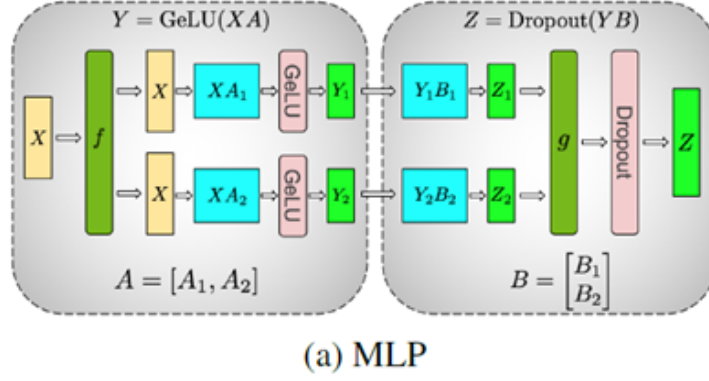 Y = GeLU(XA)
Z = Dropout(YB)
X
f
X
XA₁
GeLU
Y₁
Y₁B₁
Z₁
X
XA₂
GeLU
Y₂
Y₂B₂
Z₂
g
Dropout
Z
A = [A₁, A₂]
B = [B₁
B₂]
(a) MLP